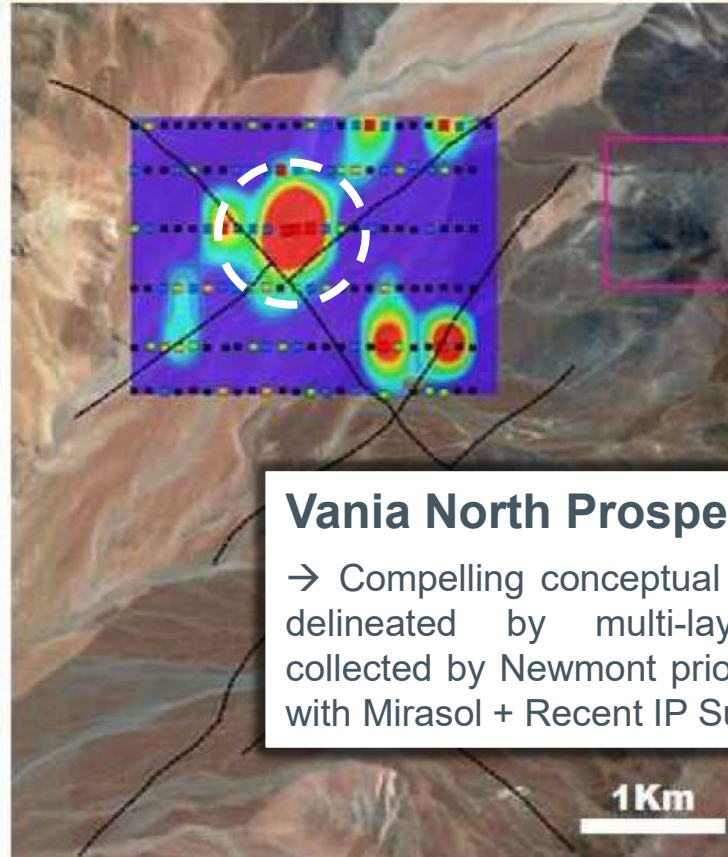 Vania North Prospe
→ Compelling conceptual
delineated by multi-lay
collected by Newmont prio
with Mirasol + Recent IP Su
1Km